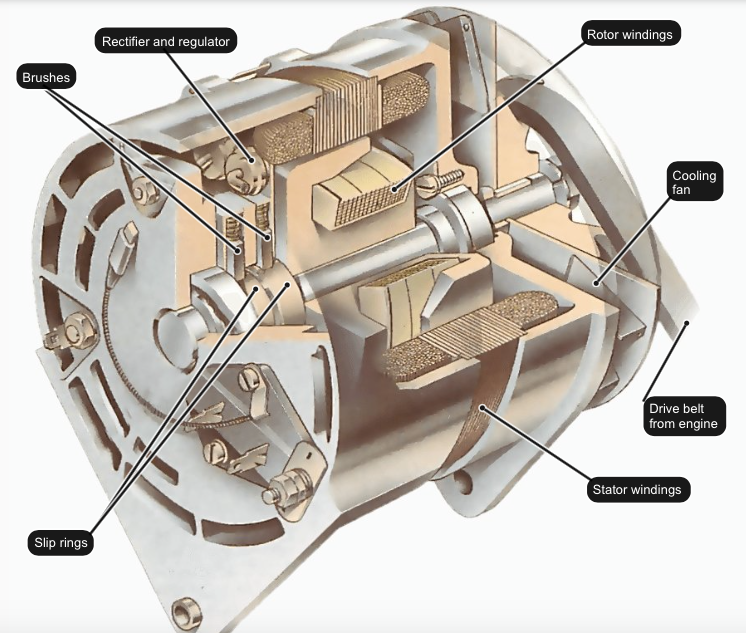 Rectifier and regulator
Rotor windings
Brushes
Cooling
fan
Drive belt
from engine
Stator windings
Slip rings